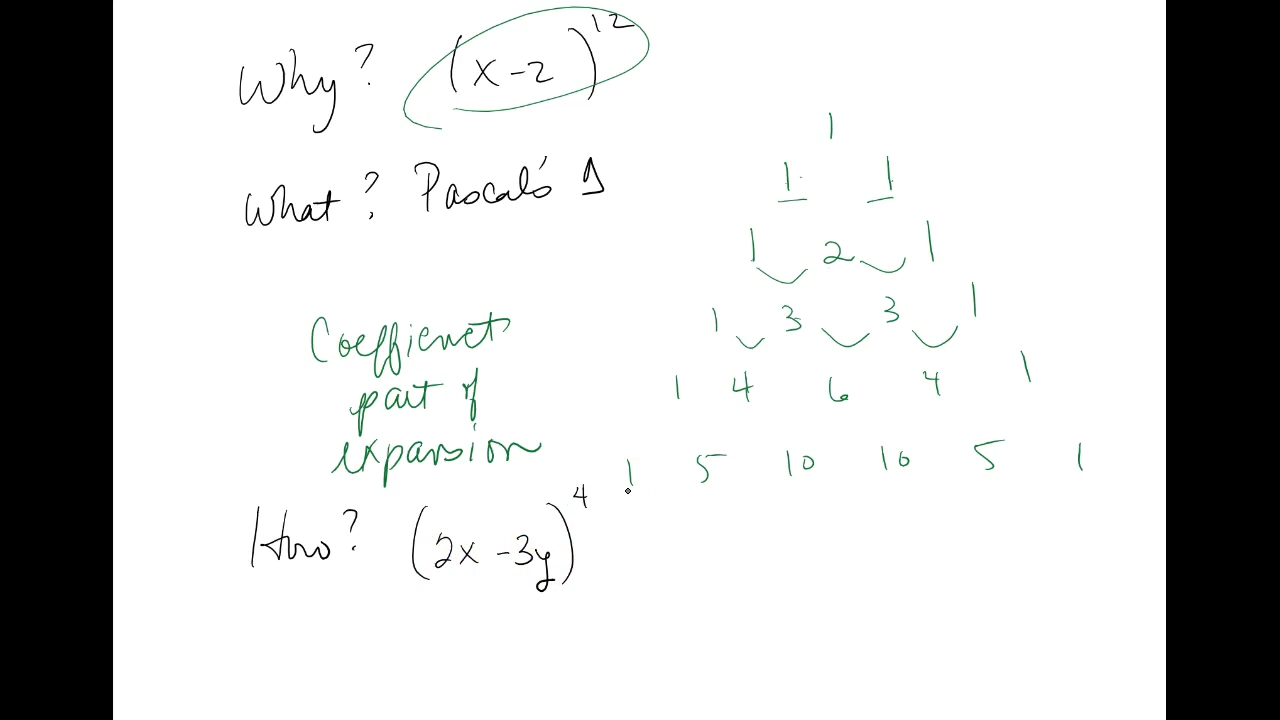 Why? (x-2)^12
What? Pascal's Δ
1
1 1
1 2 1
1 3 3 1
1 4 6 4 1
1 5 10 10 5 1
Coefficenet
part of
expansion
How? (2x-3y)^4